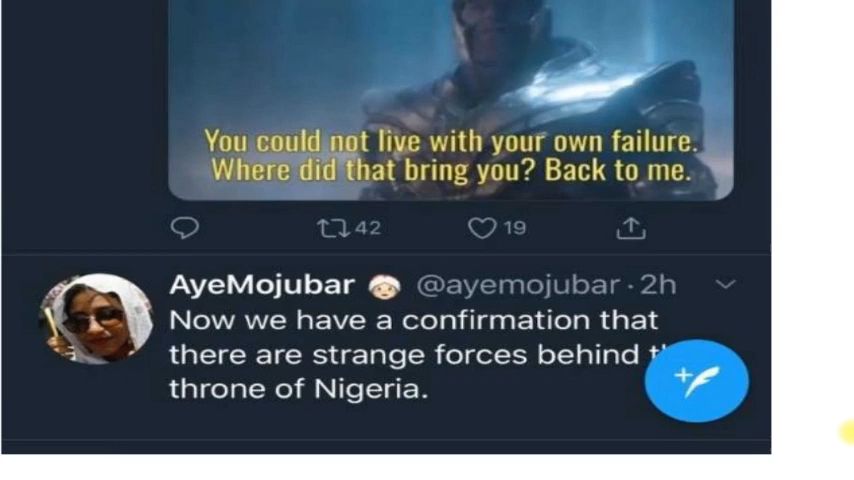 You could not live with your own failure.
Where did that bring you? Back to me.
42 19
AyeMojubar @ayemojubar · 2h
Now we have a confirmation that
there are strange forces behind
throne of Nigeria.